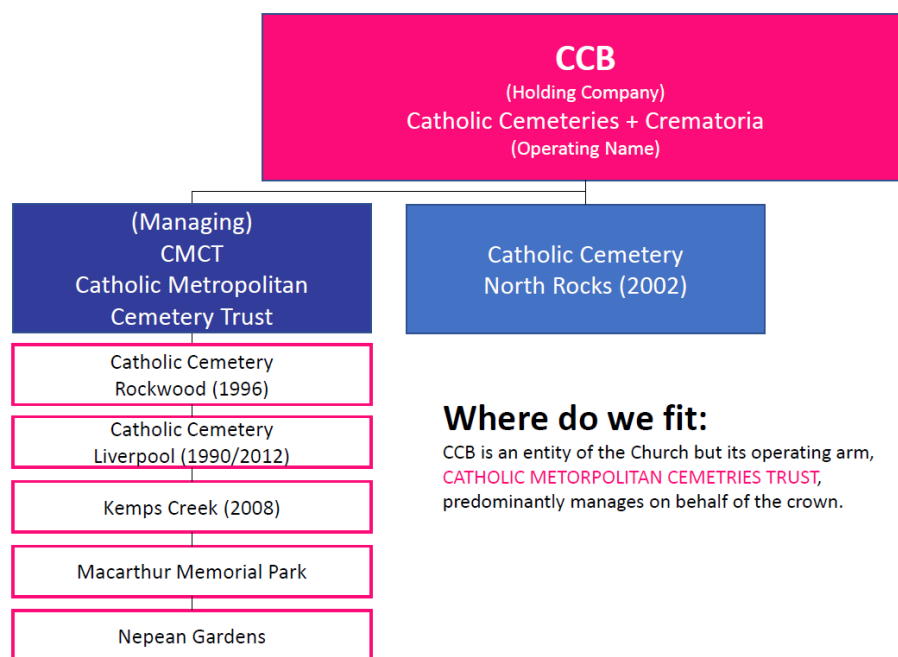 CCB
(Holding Company)
Catholic Cemeteries + Crematoria
(Operating Name)
(Managing)
CMCT
Catholic Metropolitan
Cemetery Trust
Catholic Cemetery
North Rocks (2002)
Catholic Cemetery
Rockwood (1996)
Catholic Cemetery
Liverpool (1990/2012)
Kemps Creek (2008)
Macarthur Memorial Park
Nepean Gardens
Where do we fit:
CCB is an entity of the Church but its operating arm,
CATHOLIC METORPOLITAN CEMETRIES TRUST,
predominantly manages on behalf of the crown.